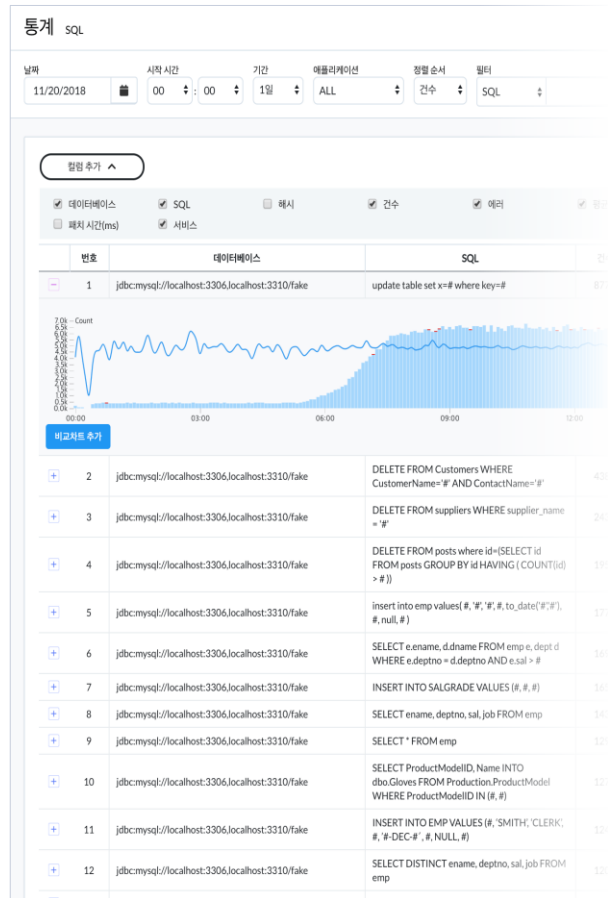 통계 SQL
날짜 시작 시간 기간 애플리케이션 정렬 순서 필터
11/20/2018 00 : 00 1일 ALL 건수 SQL
컬럼 추가
데이터베이스 SQL 해시 건수 에러
패치 시간(ms) 서비스
번호 데이터베이스 SQL
1 jdbc:mysql://localhost:3306,localhost:3310/fake update table set x=# where key=#
Count
7.0k
6.5k
6.0k
5.5k
5.0k
4.5k
4.0k
3.5k
3.0k
2.5k
2.0k
1.5k
1.0k
0.5k
0.0k
00:00 03:00 06:00 09:00 12:00
비교차트 추가
2 jdbc:mysql://localhost:3306,localhost:3310/fake DELETE FROM Customers WHERE
CustomerName='#' AND ContactName='#'
3 jdbc:mysql://localhost:3306,localhost:3310/fake DELETE FROM suppliers WHERE supplier_name
= '#'
4 jdbc:mysql://localhost:3306,localhost:3310/fake DELETE FROM posts where id=(SELECT id
FROM posts GROUP BY id HAVING ( COUNT(id)
> # ))
5 jdbc:mysql://localhost:3306,localhost:3310/fake insert into emp values( #, '#', '#', #, to_date('#','#'),
#, null, # )
6 jdbc:mysql://localhost:3306,localhost:3310/fake SELECT e.ename, d.dname FROM emp e, dept d
WHERE e.deptno = d.deptno AND e.sal > #
7 jdbc:mysql://localhost:3306,localhost:3310/fake INSERT INTO SALGRADE VALUES (#, #, #)
8 jdbc:mysql://localhost:3306,localhost:3310/fake SELECT ename, deptno, sal, job FROM emp
9 jdbc:mysql://localhost:3306,localhost:3310/fake SELECT * FROM emp
10 jdbc:mysql://localhost:3306,localhost:3310/fake SELECT ProductModelID, Name INTO
dbo.Gloves FROM Production.ProductModel
WHERE ProductModelID IN (#, #)
11 jdbc:mysql://localhost:3306,localhost:3310/fake INSERT INTO EMP VALUES (#, 'SMITH', 'CLERK',
#, '#-DEC-#', #, NULL, #)
12 jdbc:mysql://localhost:3306,localhost:3310/fake SELECT DISTINCT ename, deptno, sal, job FROM
emp